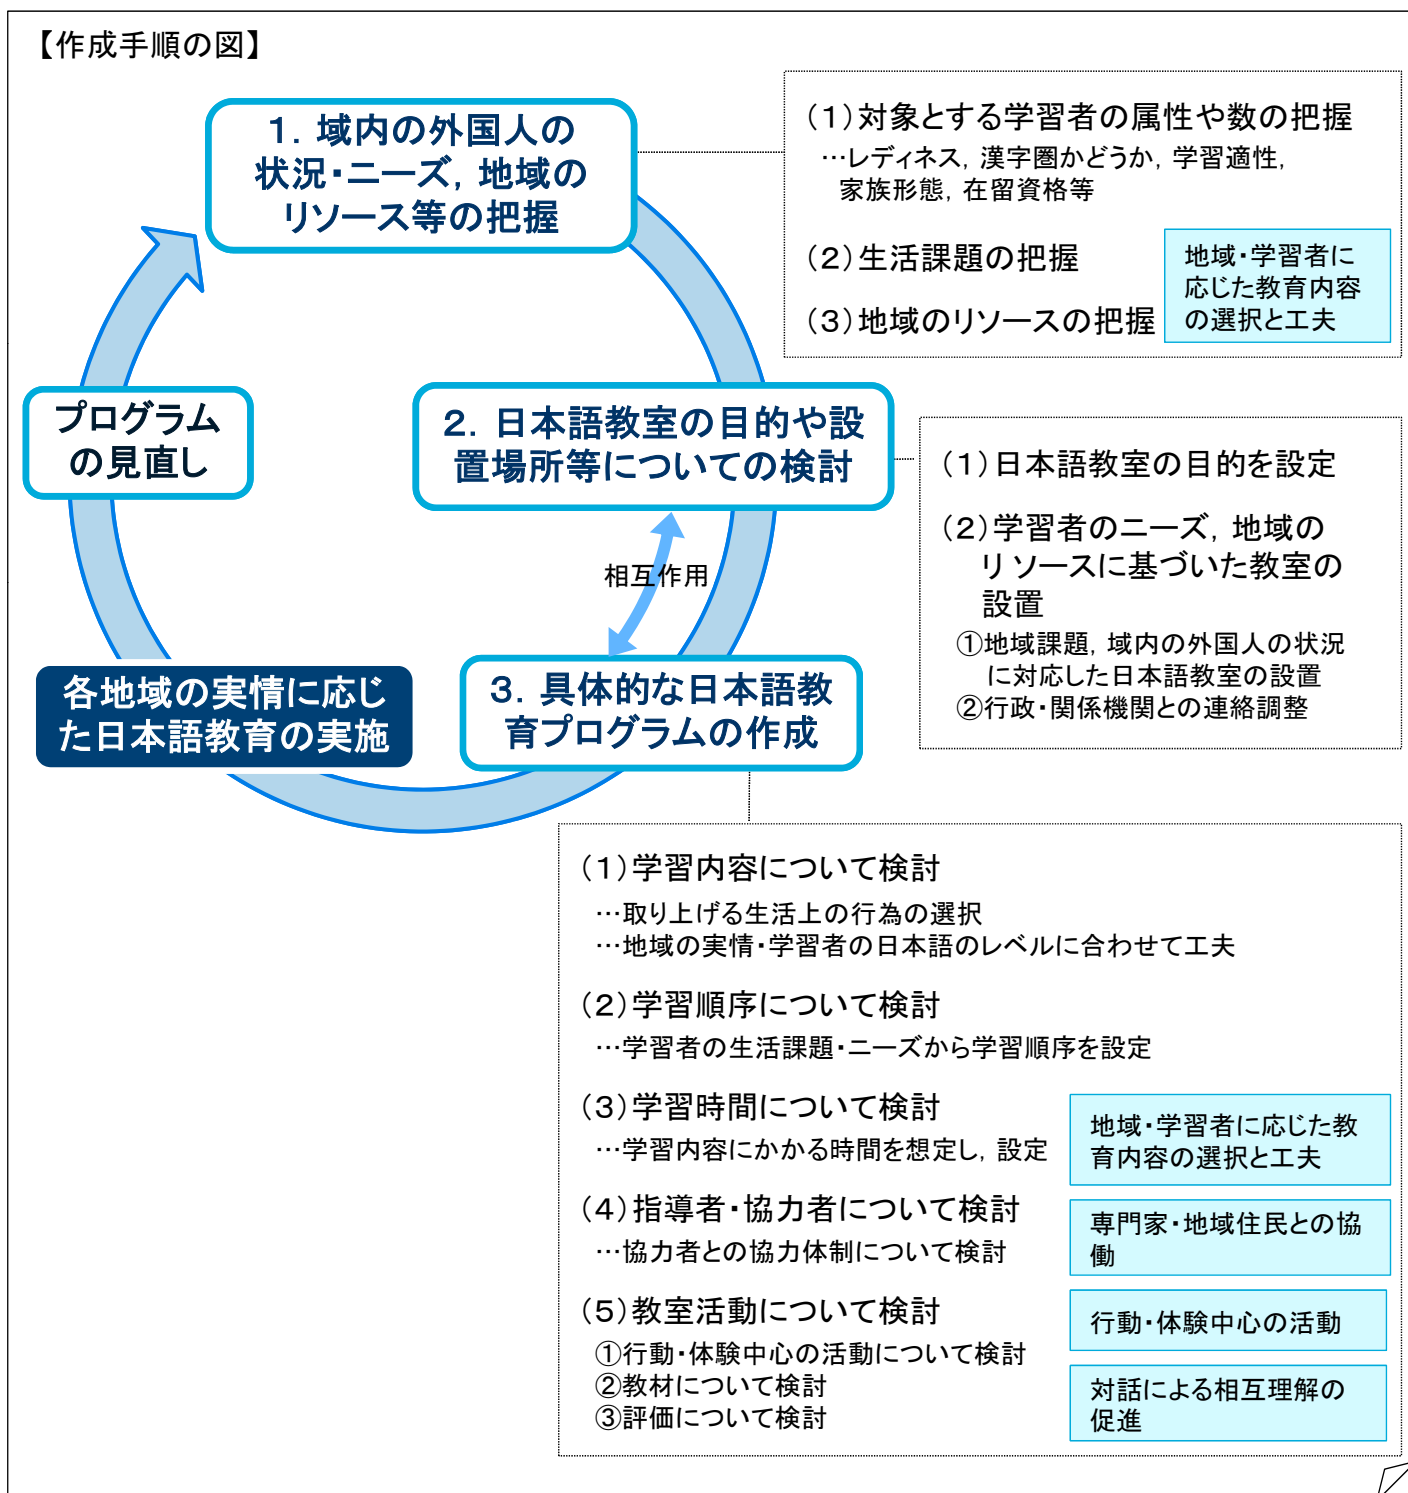 【作成手順の図】
1．域内の外国人の
状況・ニーズ，地域の
リソース等の把握
（１）対象とする学習者の属性や数の把握
…レディネス，漢字圏かどうか，学習適性，
家族形態，在留資格等
（２）生活課題の把握
（３）地域のリソースの把握
地域・学習者に
応じた教育内容
の選択と工夫
プログラム
の見直し
２．日本語教室の目的や設
置場所等についての検討
（１）日本語教室の目的を設定
（２）学習者のニーズ，地域の
リソースに基づいた教室の
設置
①地域課題，域内の外国人の状況
に対応した日本語教室の設置
②行政・関係機関との連絡調整
相互作用
各地域の実情に応じ
た日本語教育の実施
３．具体的な日本語教
育プログラムの作成
（１）学習内容について検討
…取り上げる生活上の行為の選択
…地域の実情・学習者の日本語のレベルに合わせて工夫
（２）学習順序について検討
…学習者の生活課題・ニーズから学習順序を設定
（３）学習時間について検討
…学習内容にかかる時間を想定し，設定
地域・学習者に応じた教
育内容の選択と工夫
（４）指導者・協力者について検討
…協力者との協力体制について検討
専門家・地域住民との協
働
（５）教室活動について検討
①行動・体験中心の活動について検討
②教材について検討
③評価について検討
行動・体験中心の活動
対話による相互理解の
促進